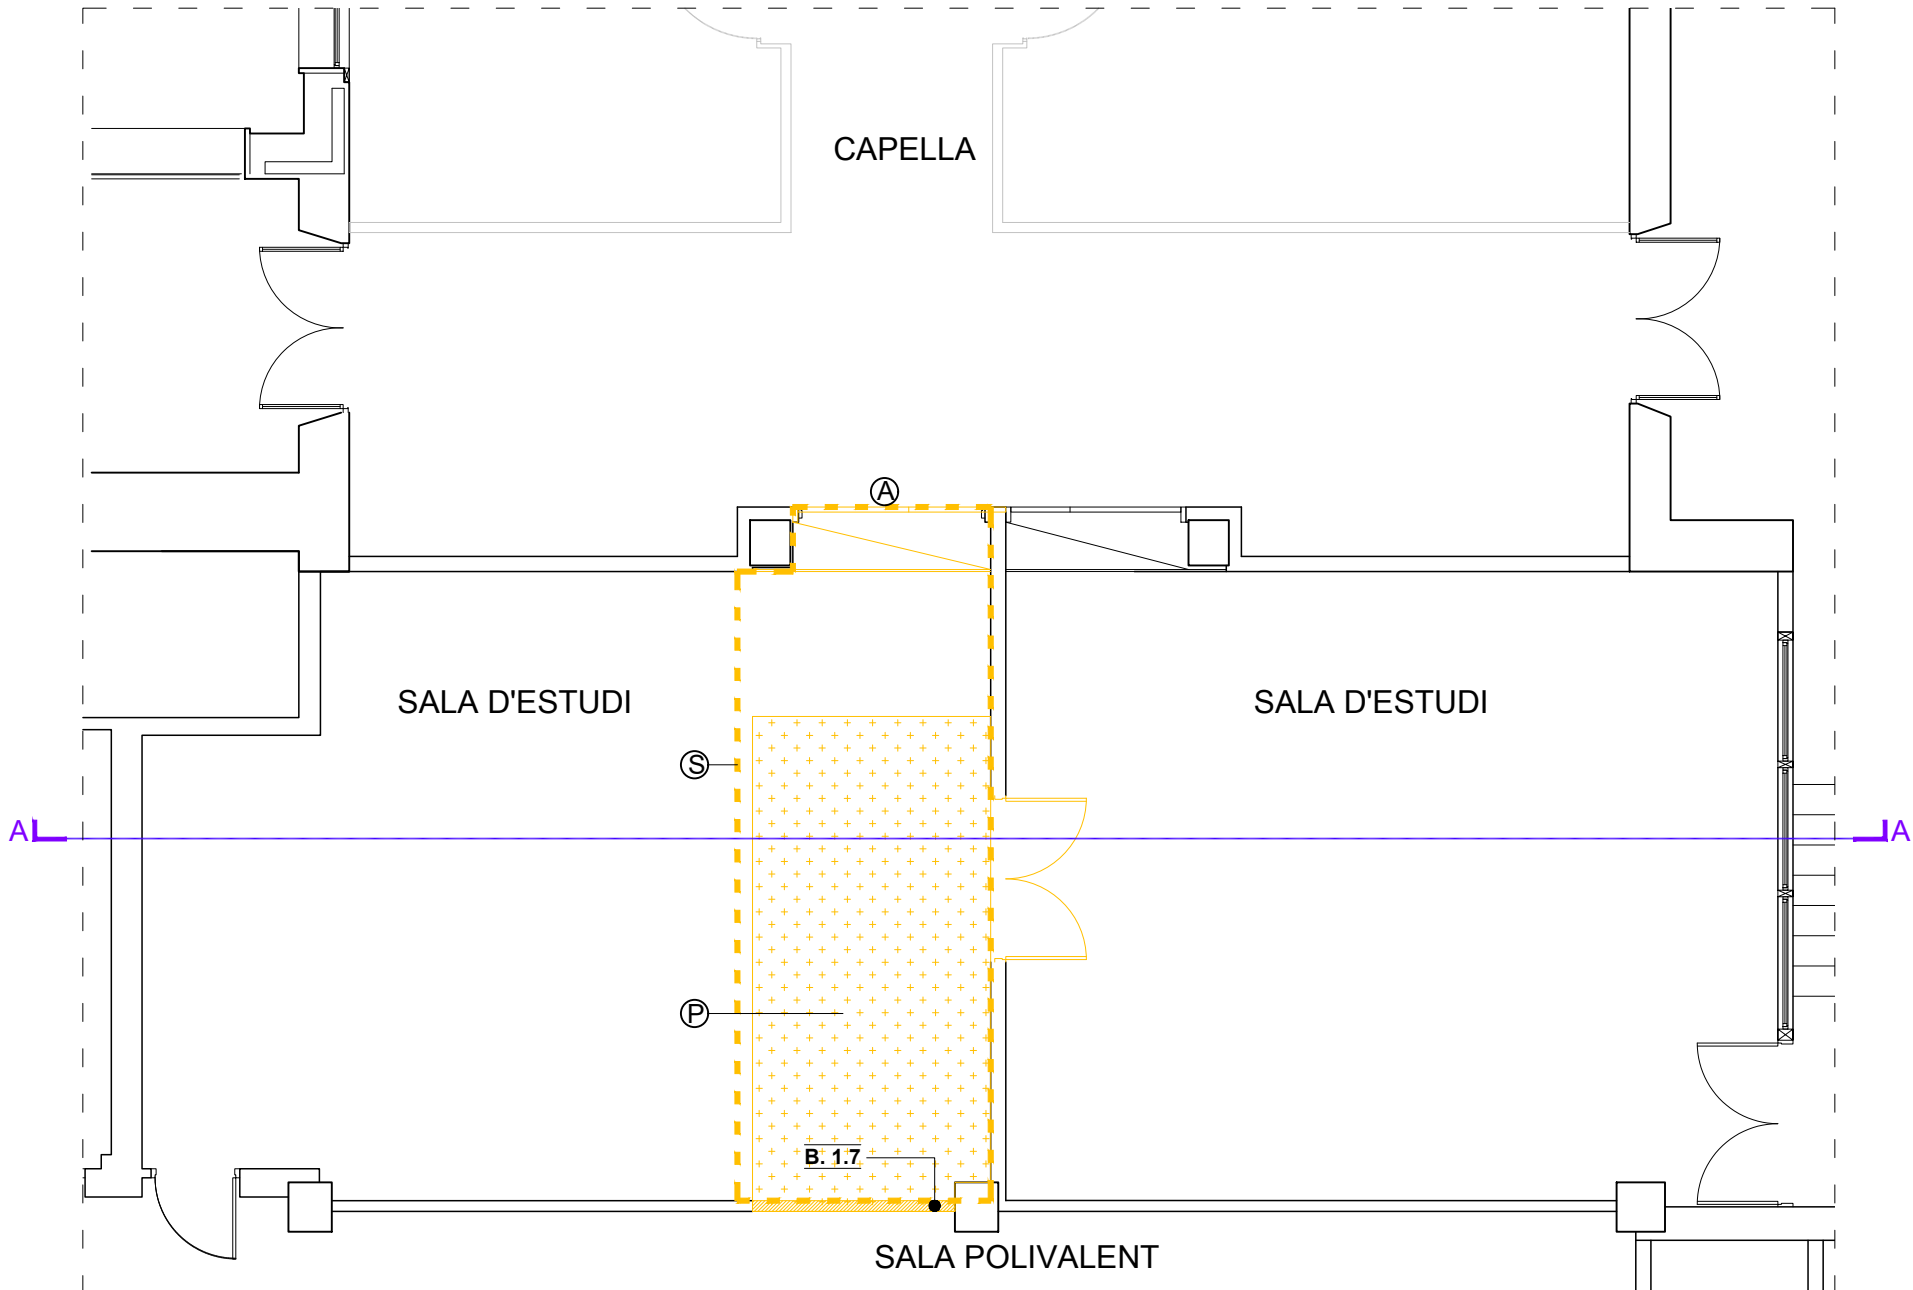 CAPELLA
A
SALA D'ESTUDI
SALA D'ESTUDI
S
A
A
P
B. 1.7
SALA POLIVALENT